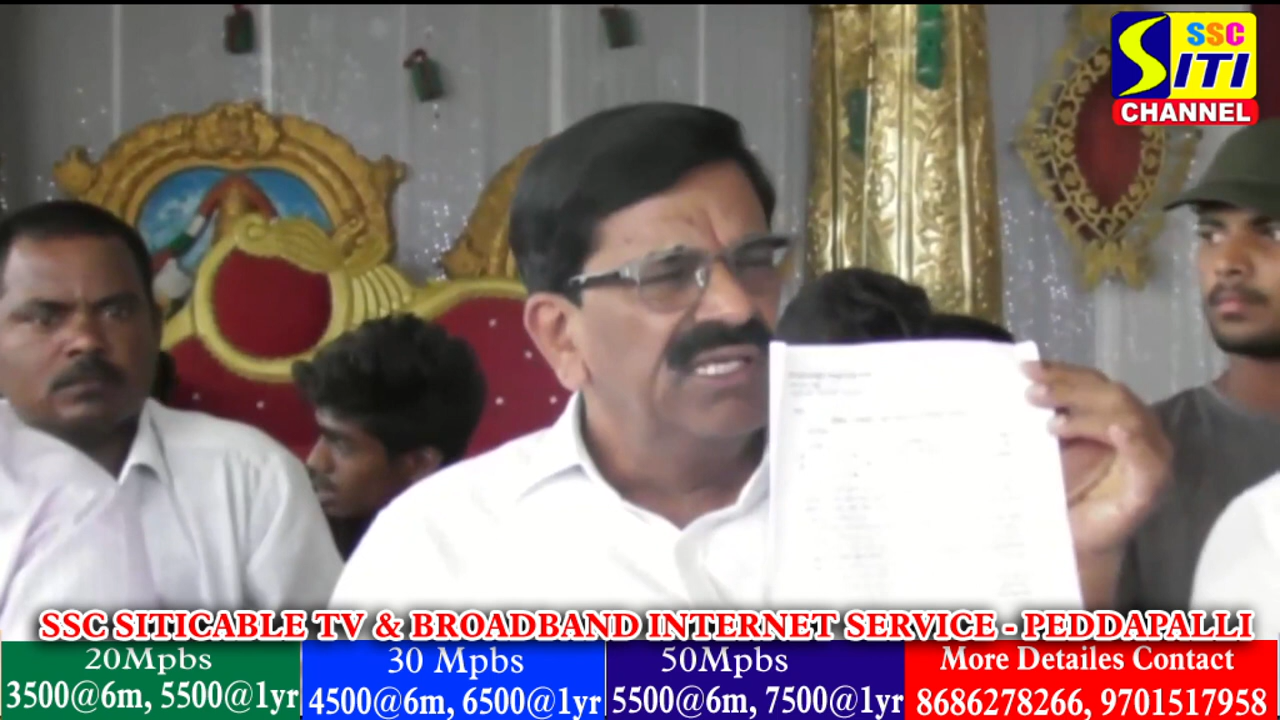 SSC
SITI
CHANNEL
SSC SITICABLE TV & BROADBAND INTERNET SERVICE - PEDDAPALLI
20Mpbs
3500@6m, 5500@1yr
30 Mpbs
4500@6m, 6500@1yr
50Mpbs
5500@6m, 7500@1yr
More Detailes Contact
8686278266, 9701517958